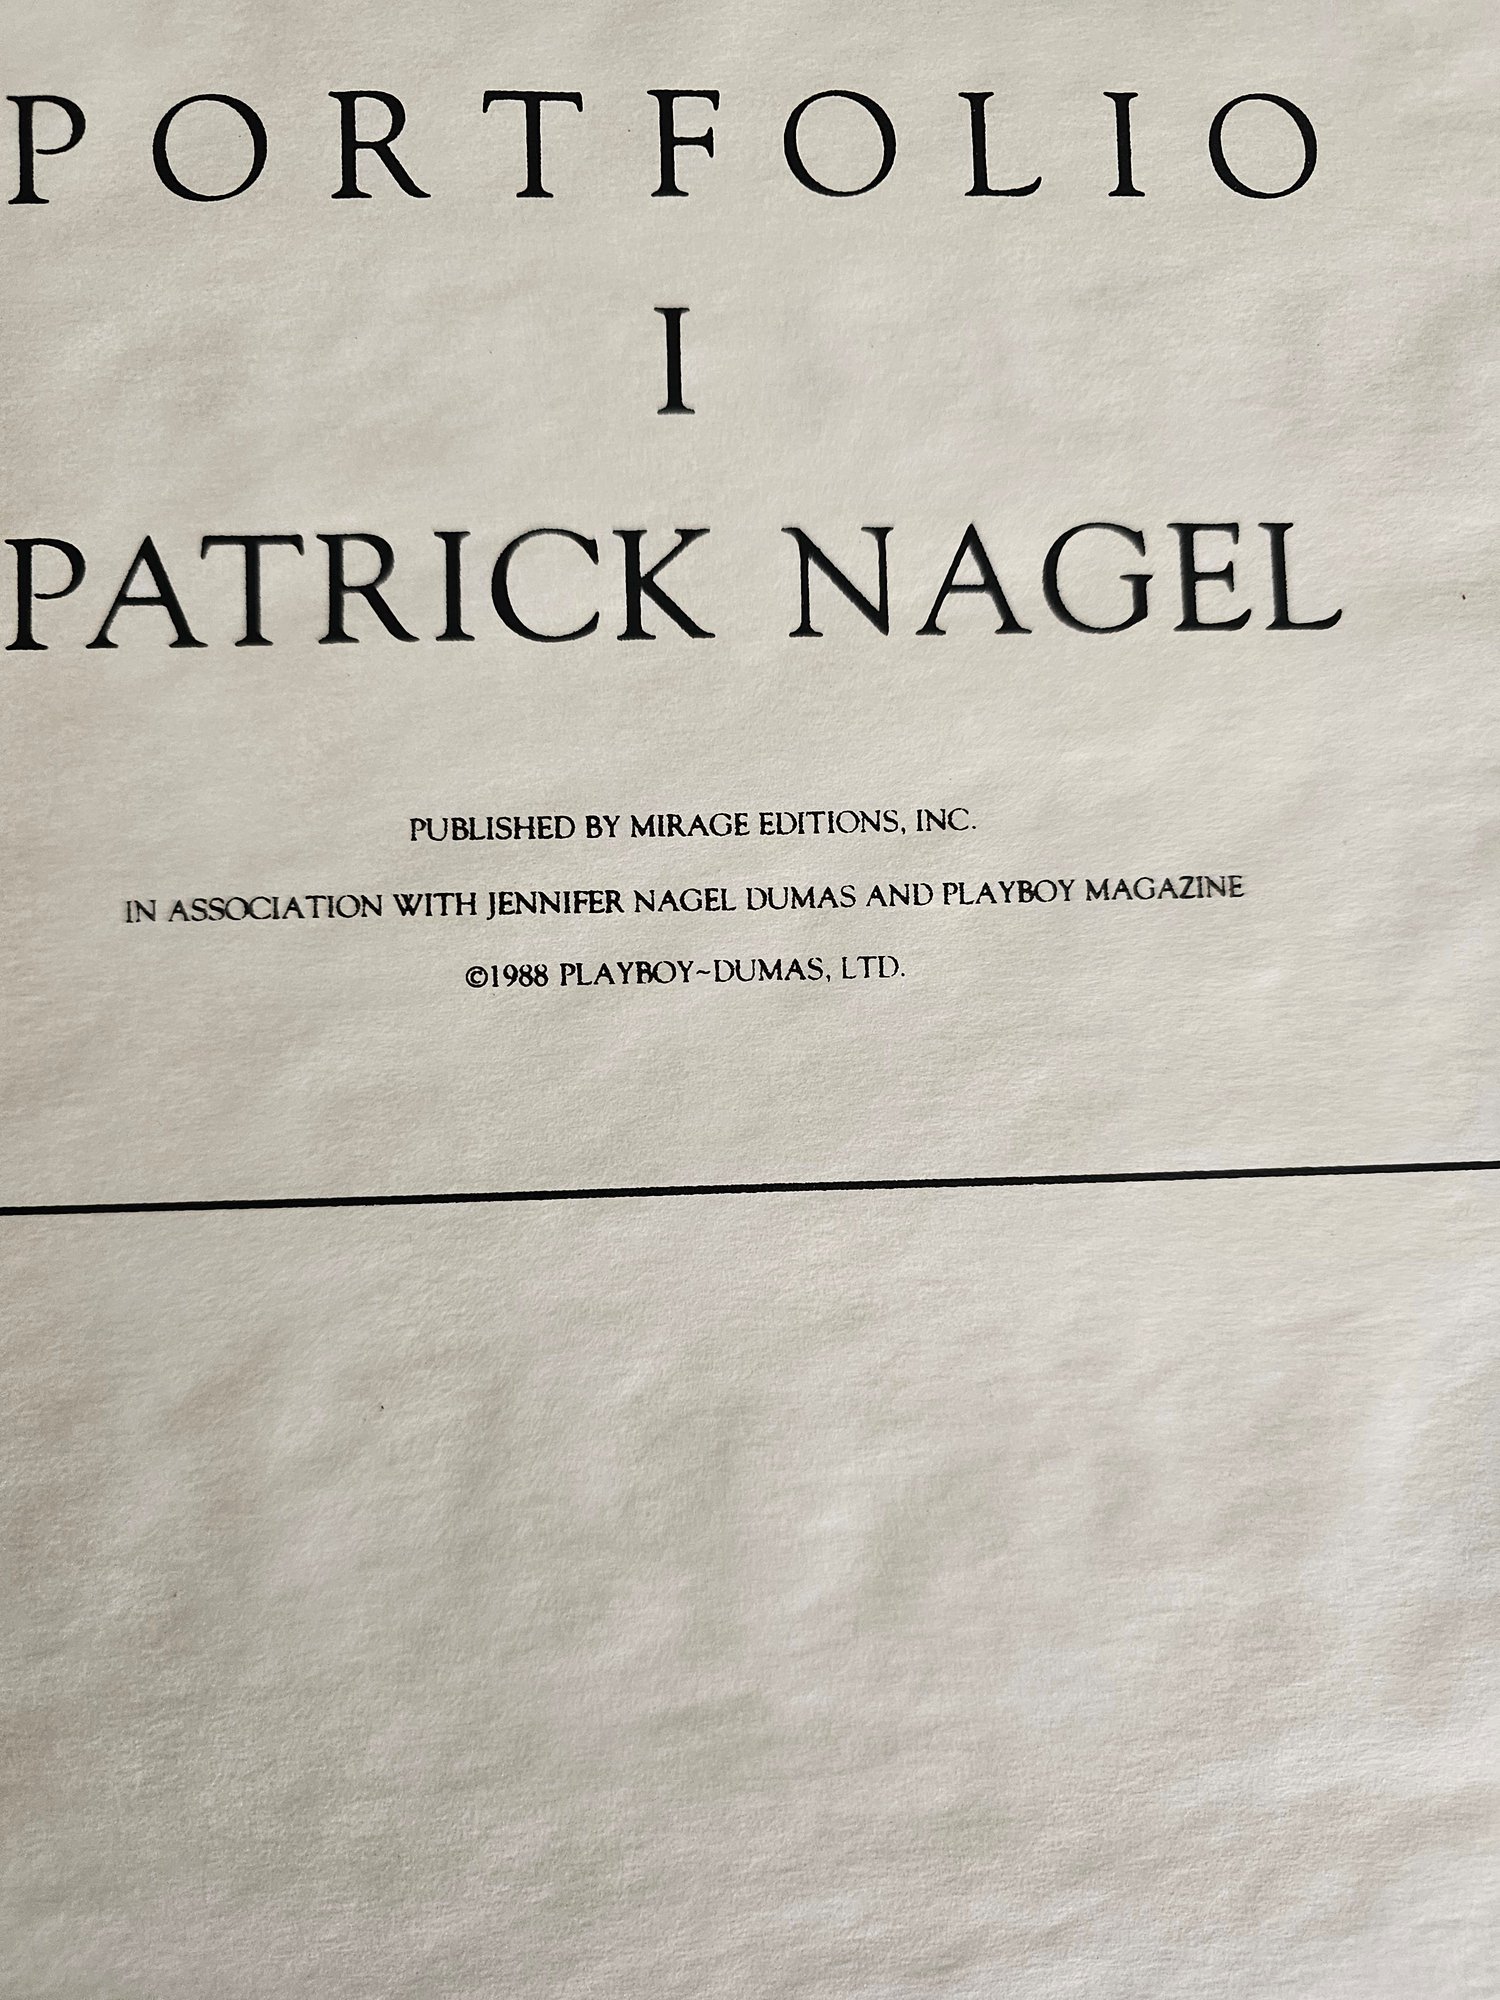 PORTFOLIO
I
PATRICK NAGEL
PUBLISHED BY MIRAGE EDITIONS, INC.
IN ASSOCIATION WITH JENNIFER NAGEL DUMAS AND PLAYBOY MAGAZINE
©1988 PLAYBOY~DUMAS, LTD.